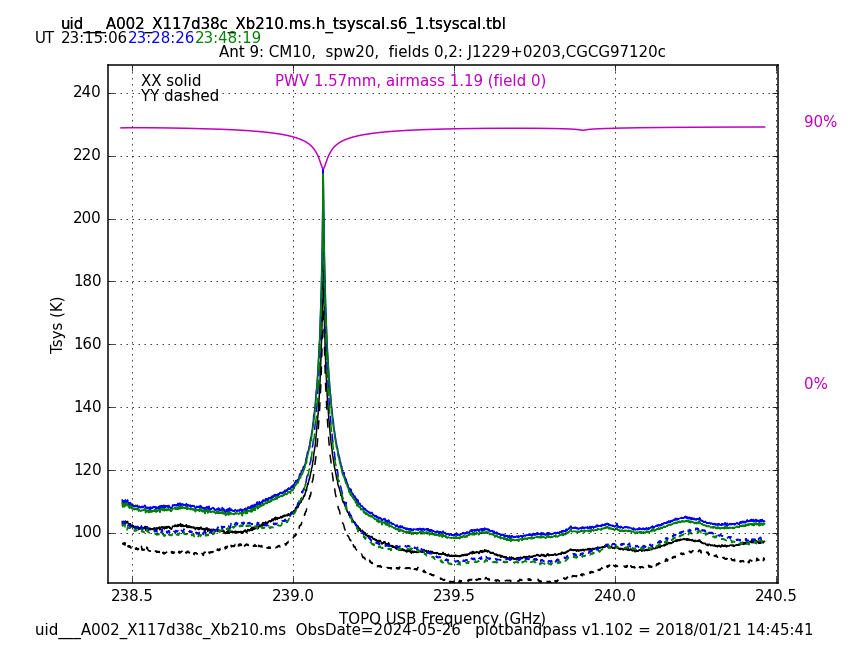 uid___A002_X117d38c_Xb210.ms.h_tsyscal.s6_1.tsyscal.tbl
UT 23:15:06 23:28:26 23:48:19
Ant 9: CM10,  spw20,  fields 0,2: J1229+0203,CGCG97120c
XX solid
PWV 1.57mm, airmass 1.19 (field 0)
YY dashed
240
90%
220
200
180
160
Tsys (K)
0%
140
120
100
238.5 239.0 239.5 240.0 240.5
TOPO USB Frequency (GHz)
uid___A002_X117d38c_Xb210.ms  ObsDate=2024-05-26   plotbandpass v1.102 = 2018/01/21 14:45:41